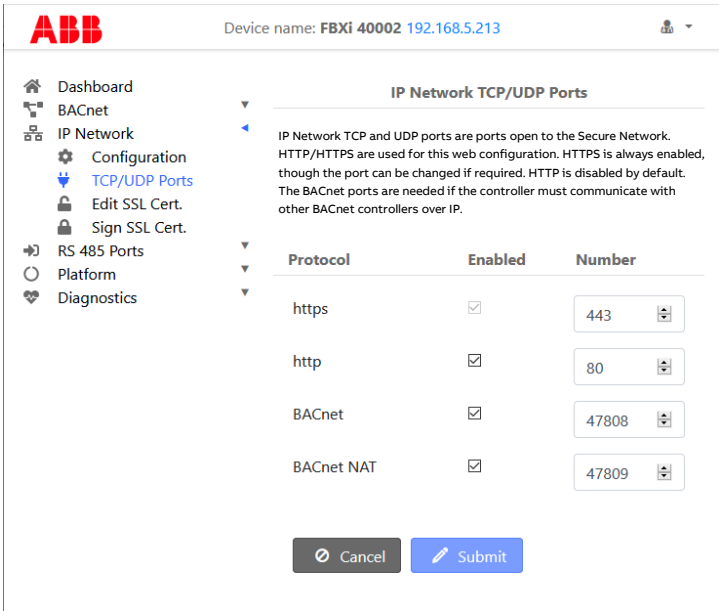 ABB
Device name: FBXi 40002 192.168.5.213
Dashboard
BACnet
IP Network
Configuration
TCP/UDP Ports
Edit SSL Cert.
Sign SSL Cert.
RS 485 Ports
Platform
Diagnostics
IP Network TCP/UDP Ports
IP Network TCP and UDP ports are ports open to the Secure Network.
HTTP/HTTPS are used for this web configuration. HTTPS is always enabled,
though the port can be changed if required. HTTP is disabled by default.
The BACnet ports are needed if the controller must communicate with
other BACnet controllers over IP.
Protocol Enabled Number
https 443
http 80
BACnet 47808
BACnet NAT 47809
Cancel Submit